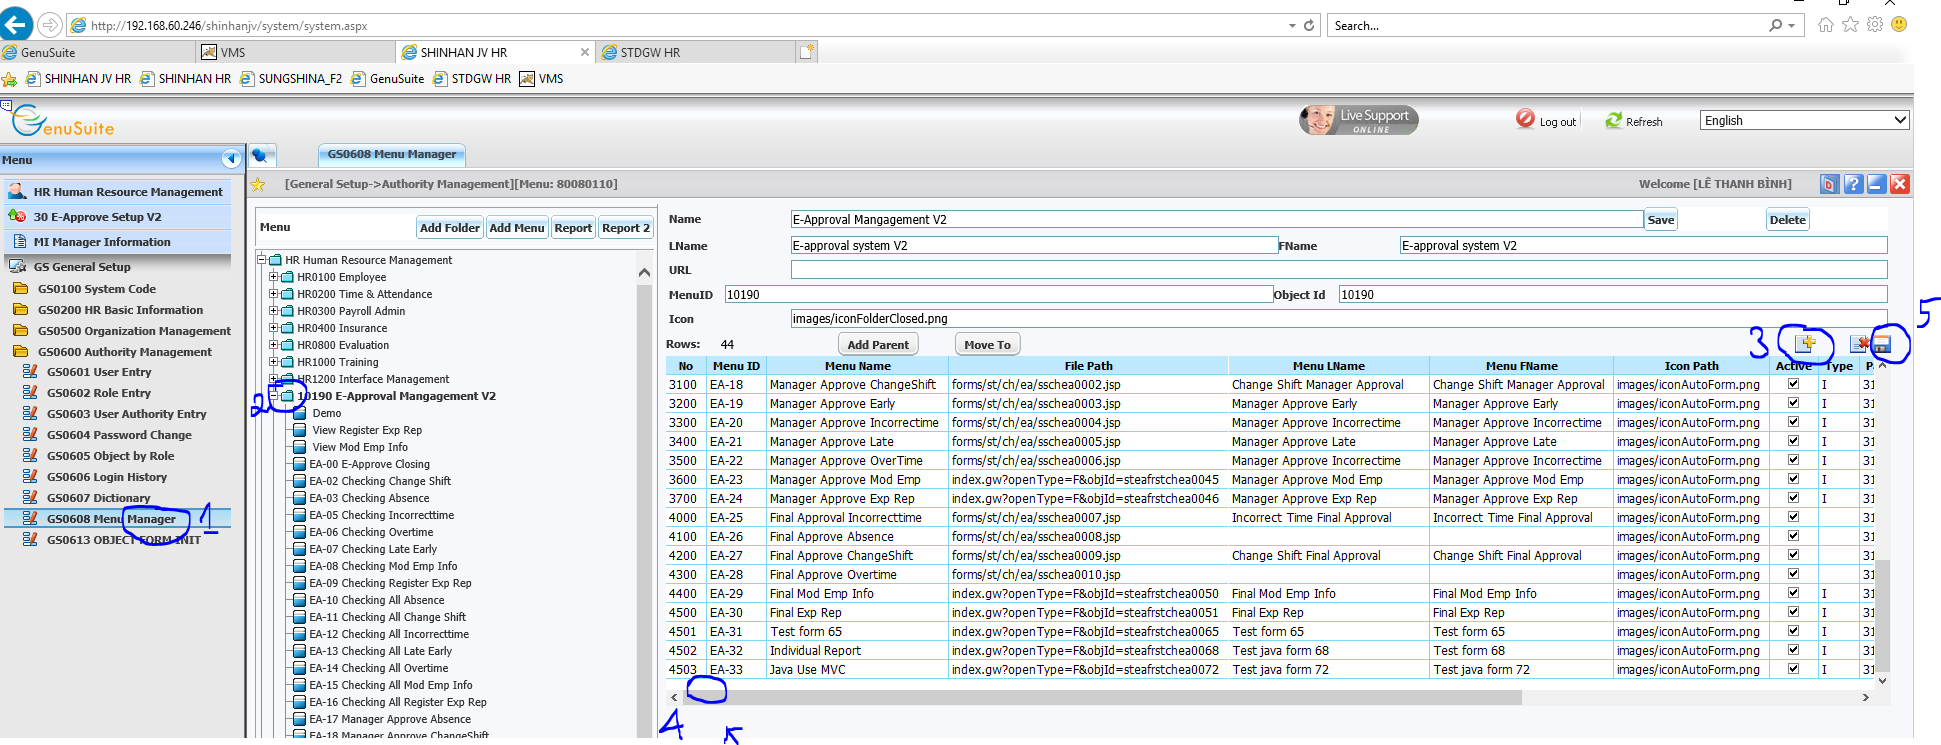 http://192.168.60.246/shinhanjv/system/system.aspx
Search...
GenuSuite
VMS
SHINHAN JV HR
STDGW HR
SHINHAN JV HR
SHINHAN HR
SUNGSHINA_F2
GenuSuite
STDGW HR
VMS
GenuSuite
Live Support
ONLINE
Log out
Refresh
English
Menu
GS0608 Menu Manager
HR Human Resource Management
30 E-Approve Setup V2
MI Manager Information
GS General Setup
GS0100 System Code
GS0200 HR Basic Information
GS0500 Organization Management
GS0600 Authority Management
GS0601 User Entry
GS0602 Role Entry
GS0603 User Authority Entry
GS0604 Password Change
GS0605 Object by Role
GS0606 Login History
GS0607 Dictionary
GS0608 Menu Manager 1
GS0613 OBJECT FORM INIT
[General Setup->Authority Management][Menu: 80080110]
Welcome [LÊ THANH BÌNH]
Menu
Add Folder
Add Menu
Report
Report 2
HR Human Resource Management
HR0100 Employee
HR0200 Time & Attendance
HR0300 Payroll Admin
HR0400 Insurance
HR0800 Evaluation
HR1000 Training
HR1200 Interface Management
2 10190 E-Approval Mangagement V2
Demo
View Register Exp Rep
View Mod Emp Info
EA-00 E-Approve Closing
EA-02 Checking Change Shift
EA-03 Checking Absence
EA-05 Checking Incorrecttime
EA-06 Checking Overtime
EA-07 Checking Late Early
EA-08 Checking Mod Emp Info
EA-09 Checking Register Exp Rep
EA-10 Checking All Absence
EA-11 Checking All Change Shift
EA-12 Checking All Incorrecttime
EA-13 Checking All Late Early
EA-14 Checking All Overtime
EA-15 Checking All Mod Emp Info
EA-16 Checking All Register Exp Rep
EA-17 Manager Approve Absence
EA-18 Manager Approve ChangeShift
Name E-Approval Mangagement V2 Save Delete
LName E-approval system V2 FName E-approval system V2
URL
MenuID 10190 Object Id 10190
Icon images/iconFolderClosed.png
5
Rows: 44 Add Parent Move To 3
No Menu ID Menu Name File Path Menu LName Menu FName Icon Path Active Type
3100 EA-18 Manager Approve ChangeShift forms/st/ch/ea/sschea0002.jsp Change Shift Manager Approval Change Shift Manager Approval images/iconAutoForm.png I 31
3200 EA-19 Manager Approve Early forms/st/ch/ea/sschea0003.jsp Manager Approve Early Manager Approve Early images/iconAutoForm.png I 31
3300 EA-20 Manager Approve Incorrectime forms/st/ch/ea/sschea0004.jsp Manager Approve Incorrectime Manager Approve Incorrectime images/iconAutoForm.png I 31
3400 EA-21 Manager Approve Late forms/st/ch/ea/sschea0005.jsp Manager Approve Late Manager Approve Late images/iconAutoForm.png I 31
3500 EA-22 Manager Approve OverTime forms/st/ch/ea/sschea0006.jsp Manager Approve Incorrectime Manager Approve Incorrectime images/iconAutoForm.png I 31
3600 EA-23 Manager Approve Mod Emp index.gw?openType=F&objId=steafrstchea0045 Manager Approve Mod Emp Manager Approve Mod Emp images/iconAutoForm.png I 31
3700 EA-24 Manager Approve Exp Rep index.gw?openType=F&objId=steafrstchea0046 Manager Approve Exp Rep Manager Approve Exp Rep images/iconAutoForm.png I 31
4000 EA-25 Final Approval Incorrecttime forms/st/ch/ea/sschea0007.jsp Incorrect Time Final Approval Incorrect Time Final Approval images/iconAutoForm.png 31
4100 EA-26 Final Approve Absence forms/st/ch/ea/sschea0008.jsp images/iconAutoForm.png 31
4200 EA-27 Final Approve ChangeShift forms/st/ch/ea/sschea0009.jsp Change Shift Final Approval Change Shift Final Approval images/iconAutoForm.png 31
4300 EA-28 Final Approve Overtime forms/st/ch/ea/sschea0010.jsp images/iconAutoForm.png 31
4400 EA-29 Final Mod Emp Info index.gw?openType=F&objId=steafrstchea0050 Final Mod Emp Info Final Mod Emp Info images/iconAutoForm.png I 31
4500 EA-30 Final Exp Rep index.gw?openType=F&objId=steafrstchea0051 Final Exp Rep Final Exp Rep images/iconAutoForm.png I 31
4501 EA-31 Test form 65 index.gw?openType=F&objId=steafrstchea0065 Test form 65 Test form 65 images/iconAutoForm.png I 31
4502 EA-32 Individual Report index.gw?openType=F&objId=steafrstchea0068 Test java form 68 Test form 68 images/iconAutoForm.png I 31
4503 EA-33 Java Use MVC index.gw?openType=F&objId=steafrstchea0072 Test java form 72 Test java form 72 images/iconAutoForm.png I 31
4